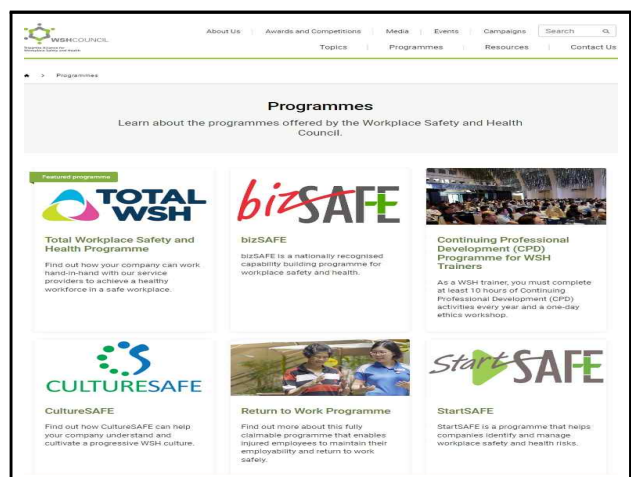 WSHCOUNCIL
About Us
Awards and Competitions
Media
Events
Campaigns
Search
Topics
Programmes
Resources
Contact Us
> Programmes
Programmes
Learn about the programmes offered by the Workplace Safety and Health
Council.
Featured programme
TOTAL
WSH
Total Workplace Safety and
Health Programme
Find out how your company can work
hand-in-hand with our service
providers to achieve a healthy
workforce in a safe workplace.
bizSAFE
bizSAFE
bizSAFE is a nationally recognised
capability building programme for
workplace safety and health.
Continuing Professional
Development (CPD)
Programme for WSH
Trainers
As a WSH trainer, you must complete
at least 10 hours of Continuing
Professional Development (CPD)
activities every year and a one-day
ethics workshop.
CULTURESAFE
CultureSAFE
Find out how CultureSAFE can help
your company understand and
cultivate a progressive WSH culture.
Return to Work Programme
Find out more about this fully
claimable programme that enables
injured employees to maintain their
employability and return to work
safely.
Start SAFE
StartSAFE
StartSAFE is a programme that helps
companies identify and manage
workplace safety and health risks.